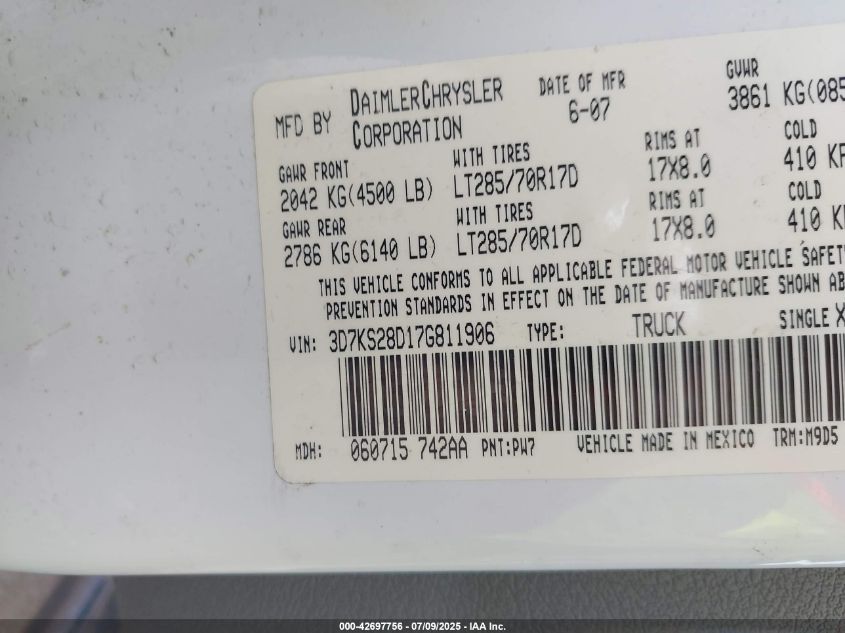 MFD BY DAIMLERCHRYSLER CORPORATION DATE OF MFR 6-07 GVWR 3861 KG(085
GAWR FRONT WITH TIRES RIMS AT COLD
2042 KG(4500 LB) LT285/70R17D 17X8.0 410
GAWR REAR WITH TIRES RIMS AT COLD
2786 KG(6140 LB) LT285/70R17D 17X8.0 410
THIS VEHICLE CONFORMS TO ALL APPLICABLE FEDERAL MOTOR VEHICLE SAFETY
PREVENTION STANDARDS IN EFFECT ON THE DATE OF MANUFACTURE SHOWN AB
VIN: 3D7KS28D17G811906 TYPE: TRUCK SINGLE X
MDH: 060715 742AA PNT:PW7 VEHICLE MADE IN MEXICO TRM:M9D5
000-42697756 - 07/09/2025 - IAA Inc.